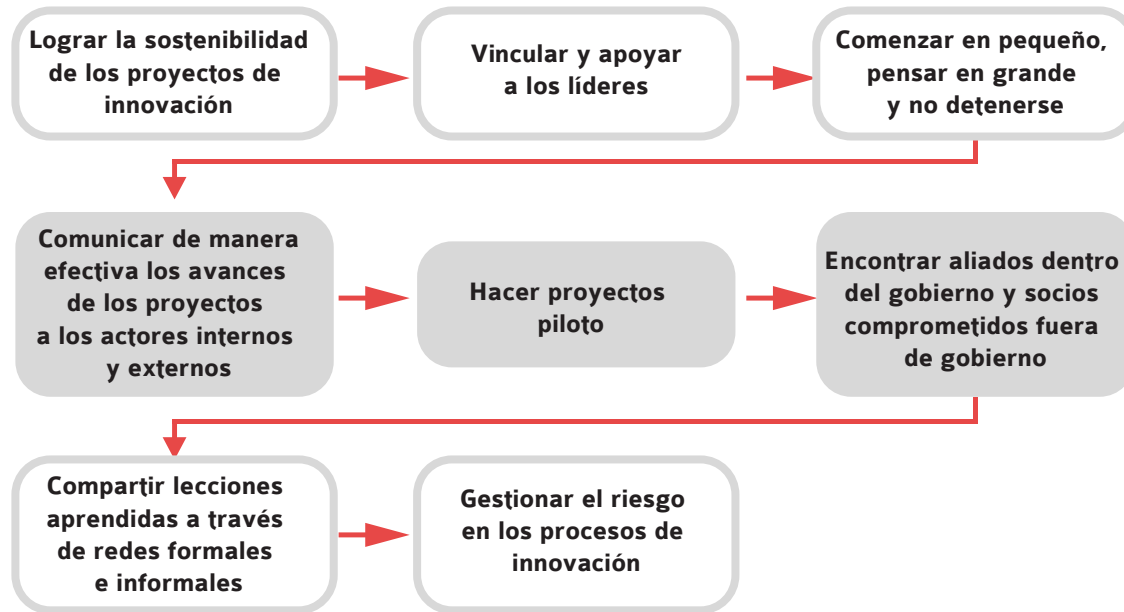 Lograr la sostenibilidad
de los proyectos de
innovación
Vincular y apoyar
a los líderes
Comenzar en pequeño,
pensar en grande
y no detenerse
Comunicar de manera
efectiva los avances
de los proyectos
a los actores internos
y externos
Hacer proyectos
piloto
Encontrar aliados dentro
del gobierno y socios
comprometidos fuera
de gobierno
Compartir lecciones
aprendidas a través
de redes formales
e informales
Gestionar el riesgo
en los procesos de
innovación